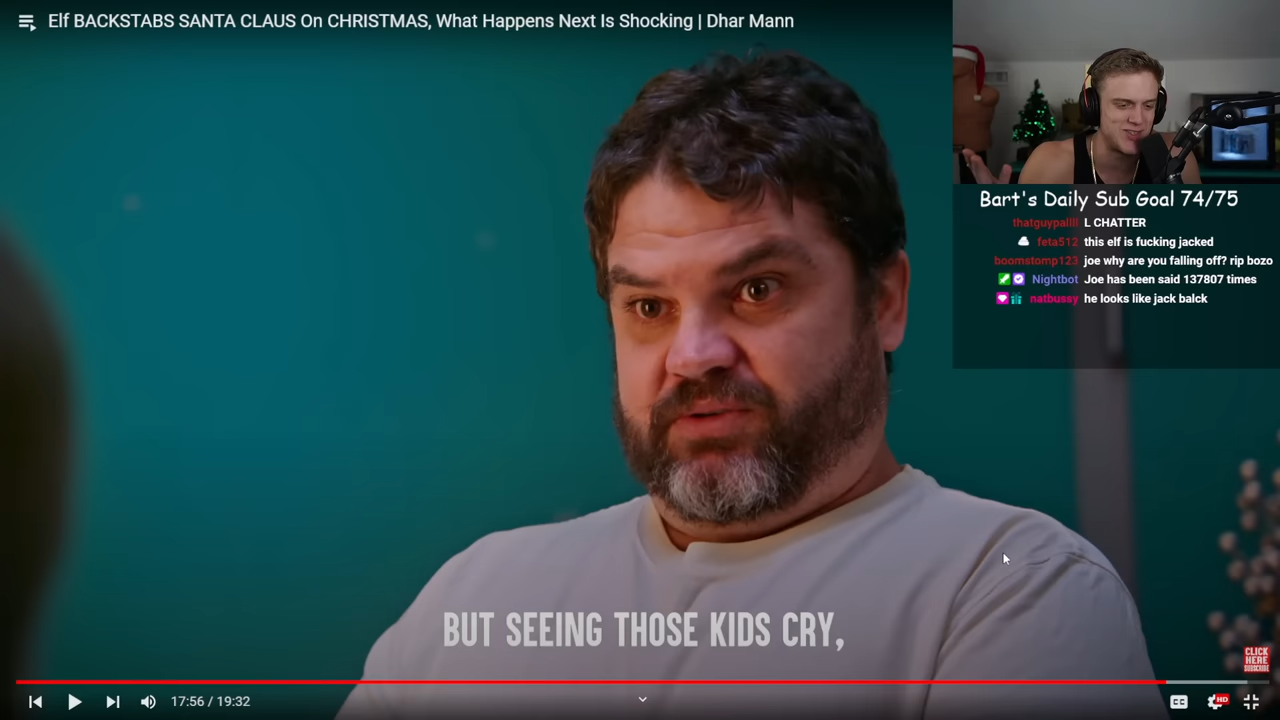 Elf BACKSTABS SANTA CLAUS On CHRISTMAS, What Happens Next Is Shocking | Dhar Mann
Bart's Daily Sub Goal 74/75
thatguypallll L CHATTER
feta512 this elf is fucking jacked
boomstomp123 joe why are you falling off? rip bozo
Nightbot Joe has been said 137807 times
natbussy he looks like jack balck
BUT SEEING THOSE KIDS CRY,
CLICK
HERE
SUBSCRIBE
17:56 / 19:32
CC
HD